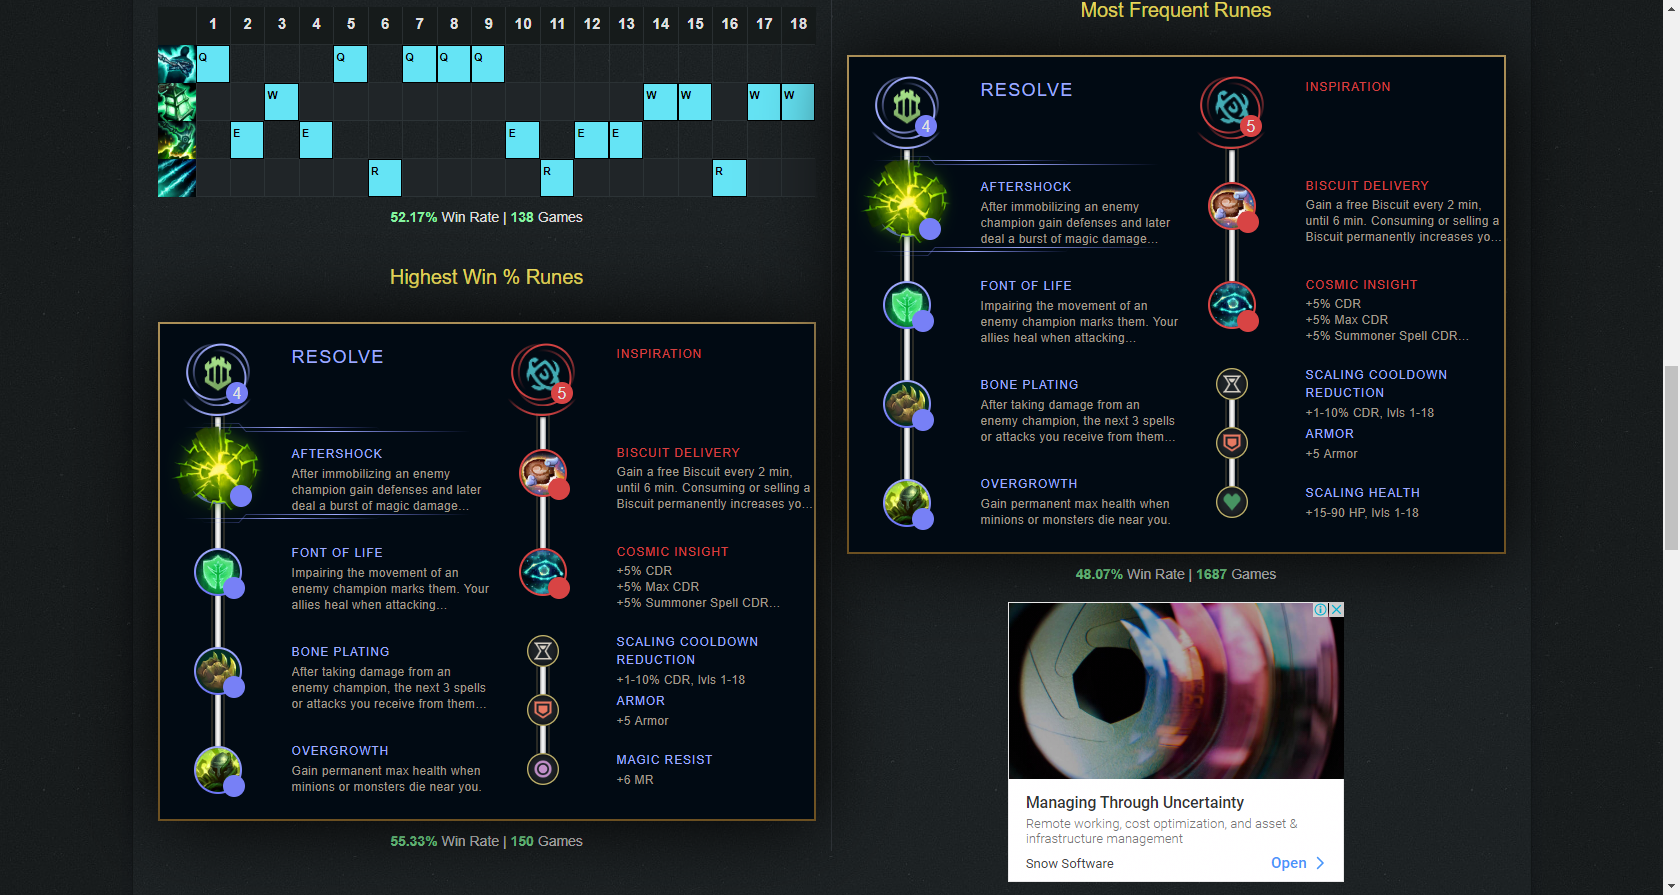 1 2 3 4 5 6 7 8 9 10 11 12 13 14 15 16 17 18
Q Q Q Q Q
W W W W W
E E E E E
R R R
52.17% Win Rate | 138 Games
Highest Win % Runes
4
RESOLVE
AFTERSHOCK
After immobilizing an enemy
champion gain defenses and later
deal a burst of magic damage...
FONT OF LIFE
Impairing the movement of an
enemy champion marks them. Your
allies heal when attacking...
BONE PLATING
After taking damage from an
enemy champion, the next 3 spells
or attacks you receive from them...
OVERGROWTH
Gain permanent max health when
minions or monsters die near you.
5
INSPIRATION
BISCUIT DELIVERY
Gain a free Biscuit every 2 min,
until 6 min. Consuming or selling a
Biscuit permanently increases yo...
COSMIC INSIGHT
+5% CDR
+5% Max CDR
+5% Summoner Spell CDR...
SCALING COOLDOWN
REDUCTION
+1-10% CDR, lvls 1-18
ARMOR
+5 Armor
MAGIC RESIST
+6 MR
55.33% Win Rate | 150 Games
Most Frequent Runes
4
RESOLVE
AFTERSHOCK
After immobilizing an enemy
champion gain defenses and later
deal a burst of magic damage...
FONT OF LIFE
Impairing the movement of an
enemy champion marks them. Your
allies heal when attacking...
BONE PLATING
After taking damage from an
enemy champion, the next 3 spells
or attacks you receive from them...
OVERGROWTH
Gain permanent max health when
minions or monsters die near you.
5
INSPIRATION
BISCUIT DELIVERY
Gain a free Biscuit every 2 min,
until 6 min. Consuming or selling a
Biscuit permanently increases yo...
COSMIC INSIGHT
+5% CDR
+5% Max CDR
+5% Summoner Spell CDR...
SCALING COOLDOWN
REDUCTION
+1-10% CDR, lvls 1-18
ARMOR
+5 Armor
SCALING HEALTH
+15-90 HP, lvls 1-18
48.07% Win Rate | 1687 Games
Managing Through Uncertainty
Remote working, cost optimization, and asset &
infrastructure management
Snow Software
Open